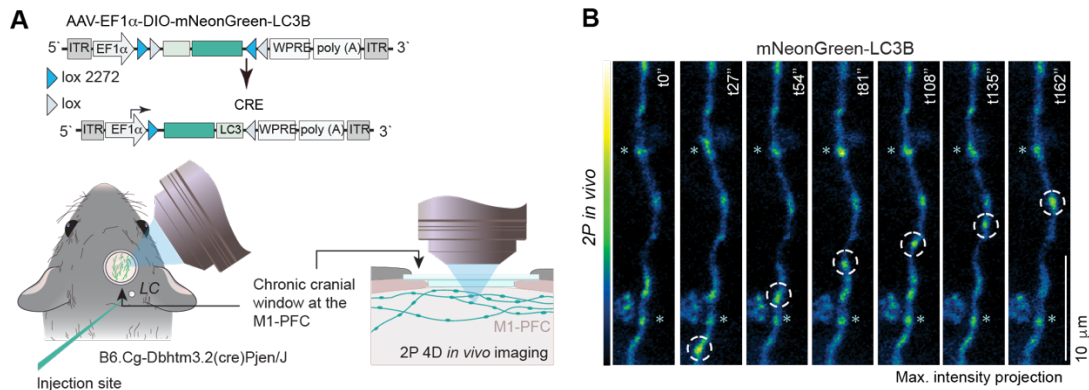 A
AAV-EF1α-DIO-mNeonGreen-LC3B
5` ITR EF1α WPRE poly (A) ITR 3`
lox 2272
lox
CRE
5` ITR EF1α LC3 WPRE poly (A) ITR 3`
LC
Chronic cranial
window at the
M1-PFC
M1-PFC
2P 4D in vivo imaging
B6.Cg-Dbhtm3.2(cre)Pjen/J
Injection site
B
mNeonGreen-LC3B
2P in vivo
t0"
t27"
t54"
t81"
t108"
t135"
t162"
* * * * * * *
* * * * * * *
10 μm
Max. intensity projection